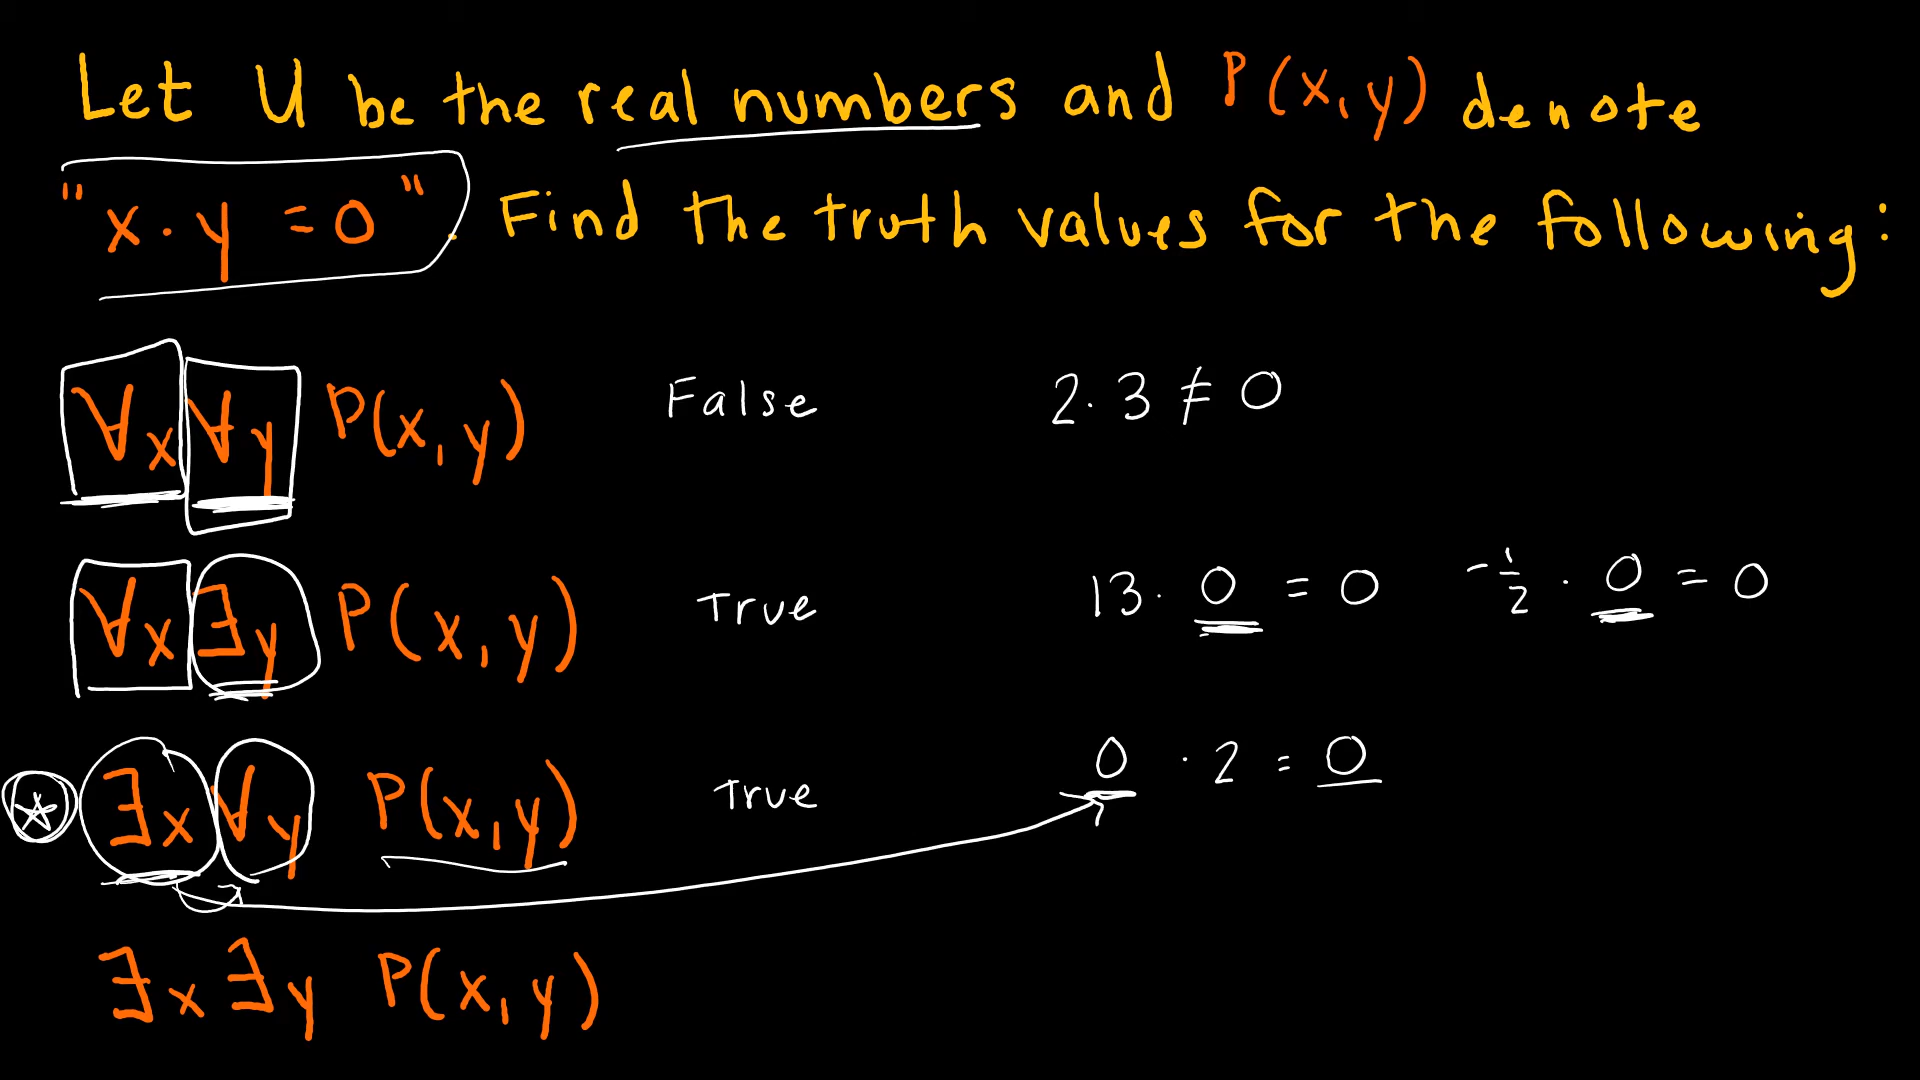 Let U be the real numbers and P(x,y) denote
"x · y = 0". Find the truth values for the following:
∀x ∀y P(x,y) False 2·3 ≠ 0
∀x ∃y P(x,y) True 13·0 = 0 -1/2 · 0 = 0
∃x ∀y P(x,y) True 0 · 2 = 0
∃x ∃y P(x,y)